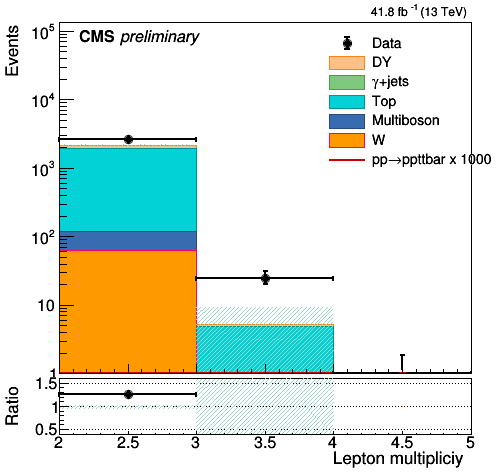 41.8 fb⁻¹ (13 TeV)
CMS preliminary
Events
10⁵
10⁴
10³
10²
10
1
Data
DY
γ+jets
Top
Multiboson
W
pp→ppttbar x 1000
Ratio
1.5
1
0.5
2 2.5 3 3.5 4 4.5 5
Lepton multipliciy